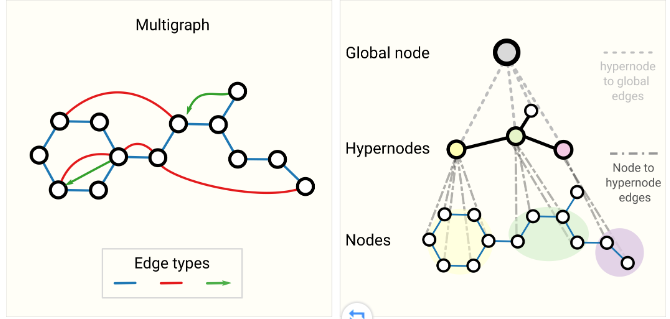 Multigraph
Edge types
Global node
hypernode
to global
edges
Hypernodes
Node to
hypernode
edges
Nodes